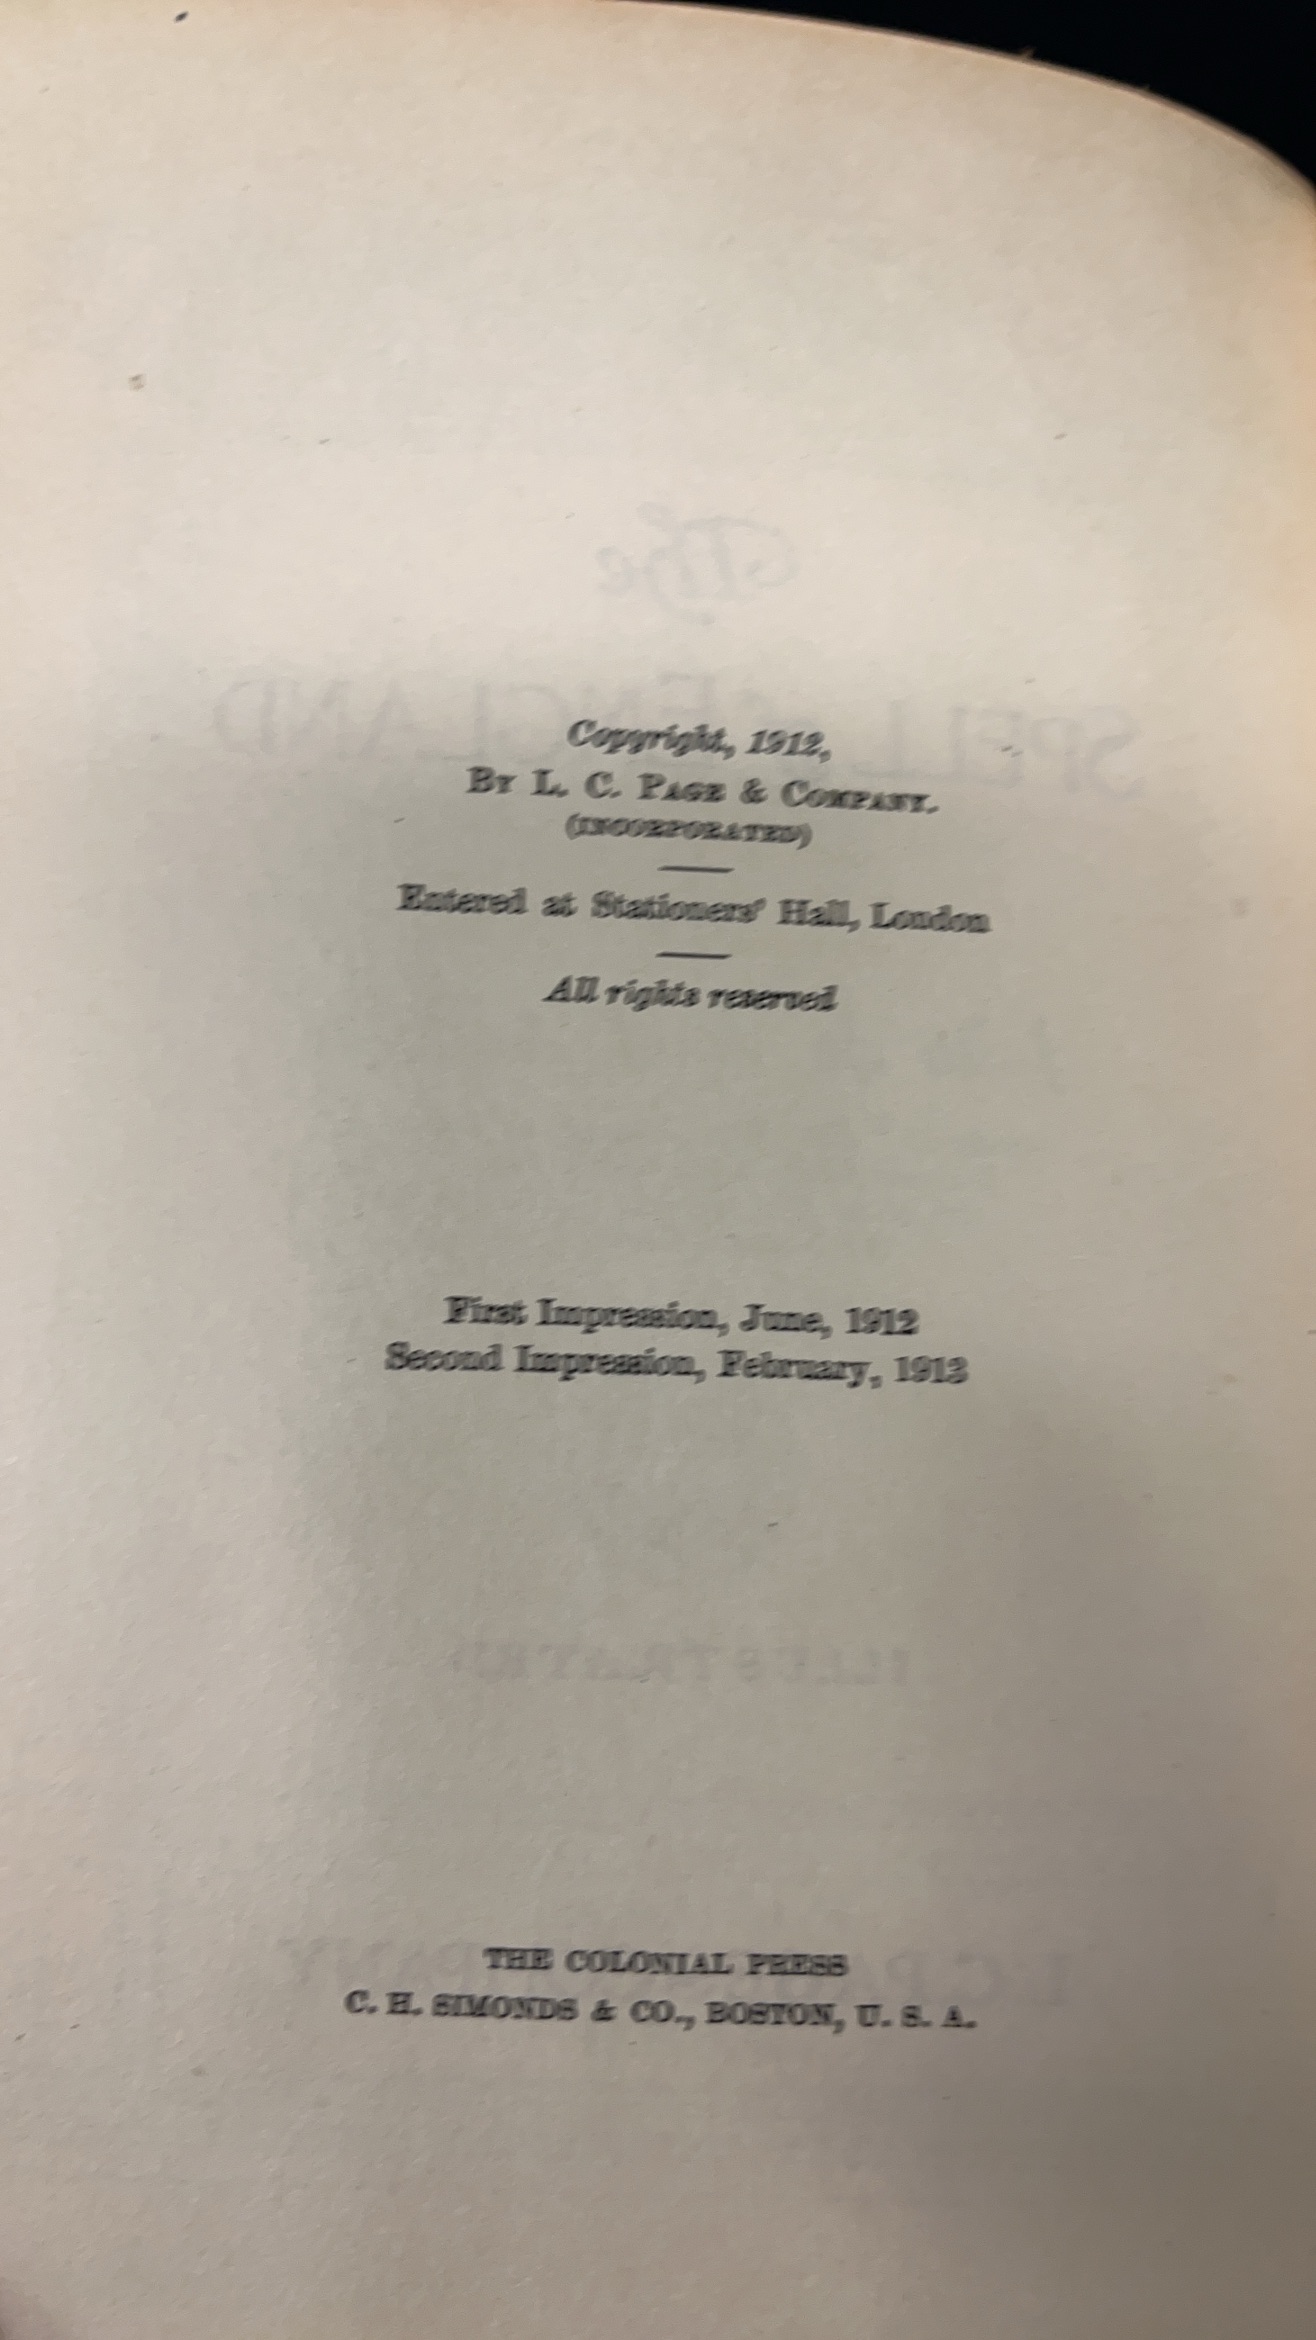 Copyright, 1912,
By L. C. Page & Company.
(INCORPORATED)
Entered at Stationers' Hall, London
All rights reserved
First Impression, June, 1912
Second Impression, February, 1913
THE COLONIAL PRESS
C. H. SIMONDS & CO., BOSTON, U. S. A.